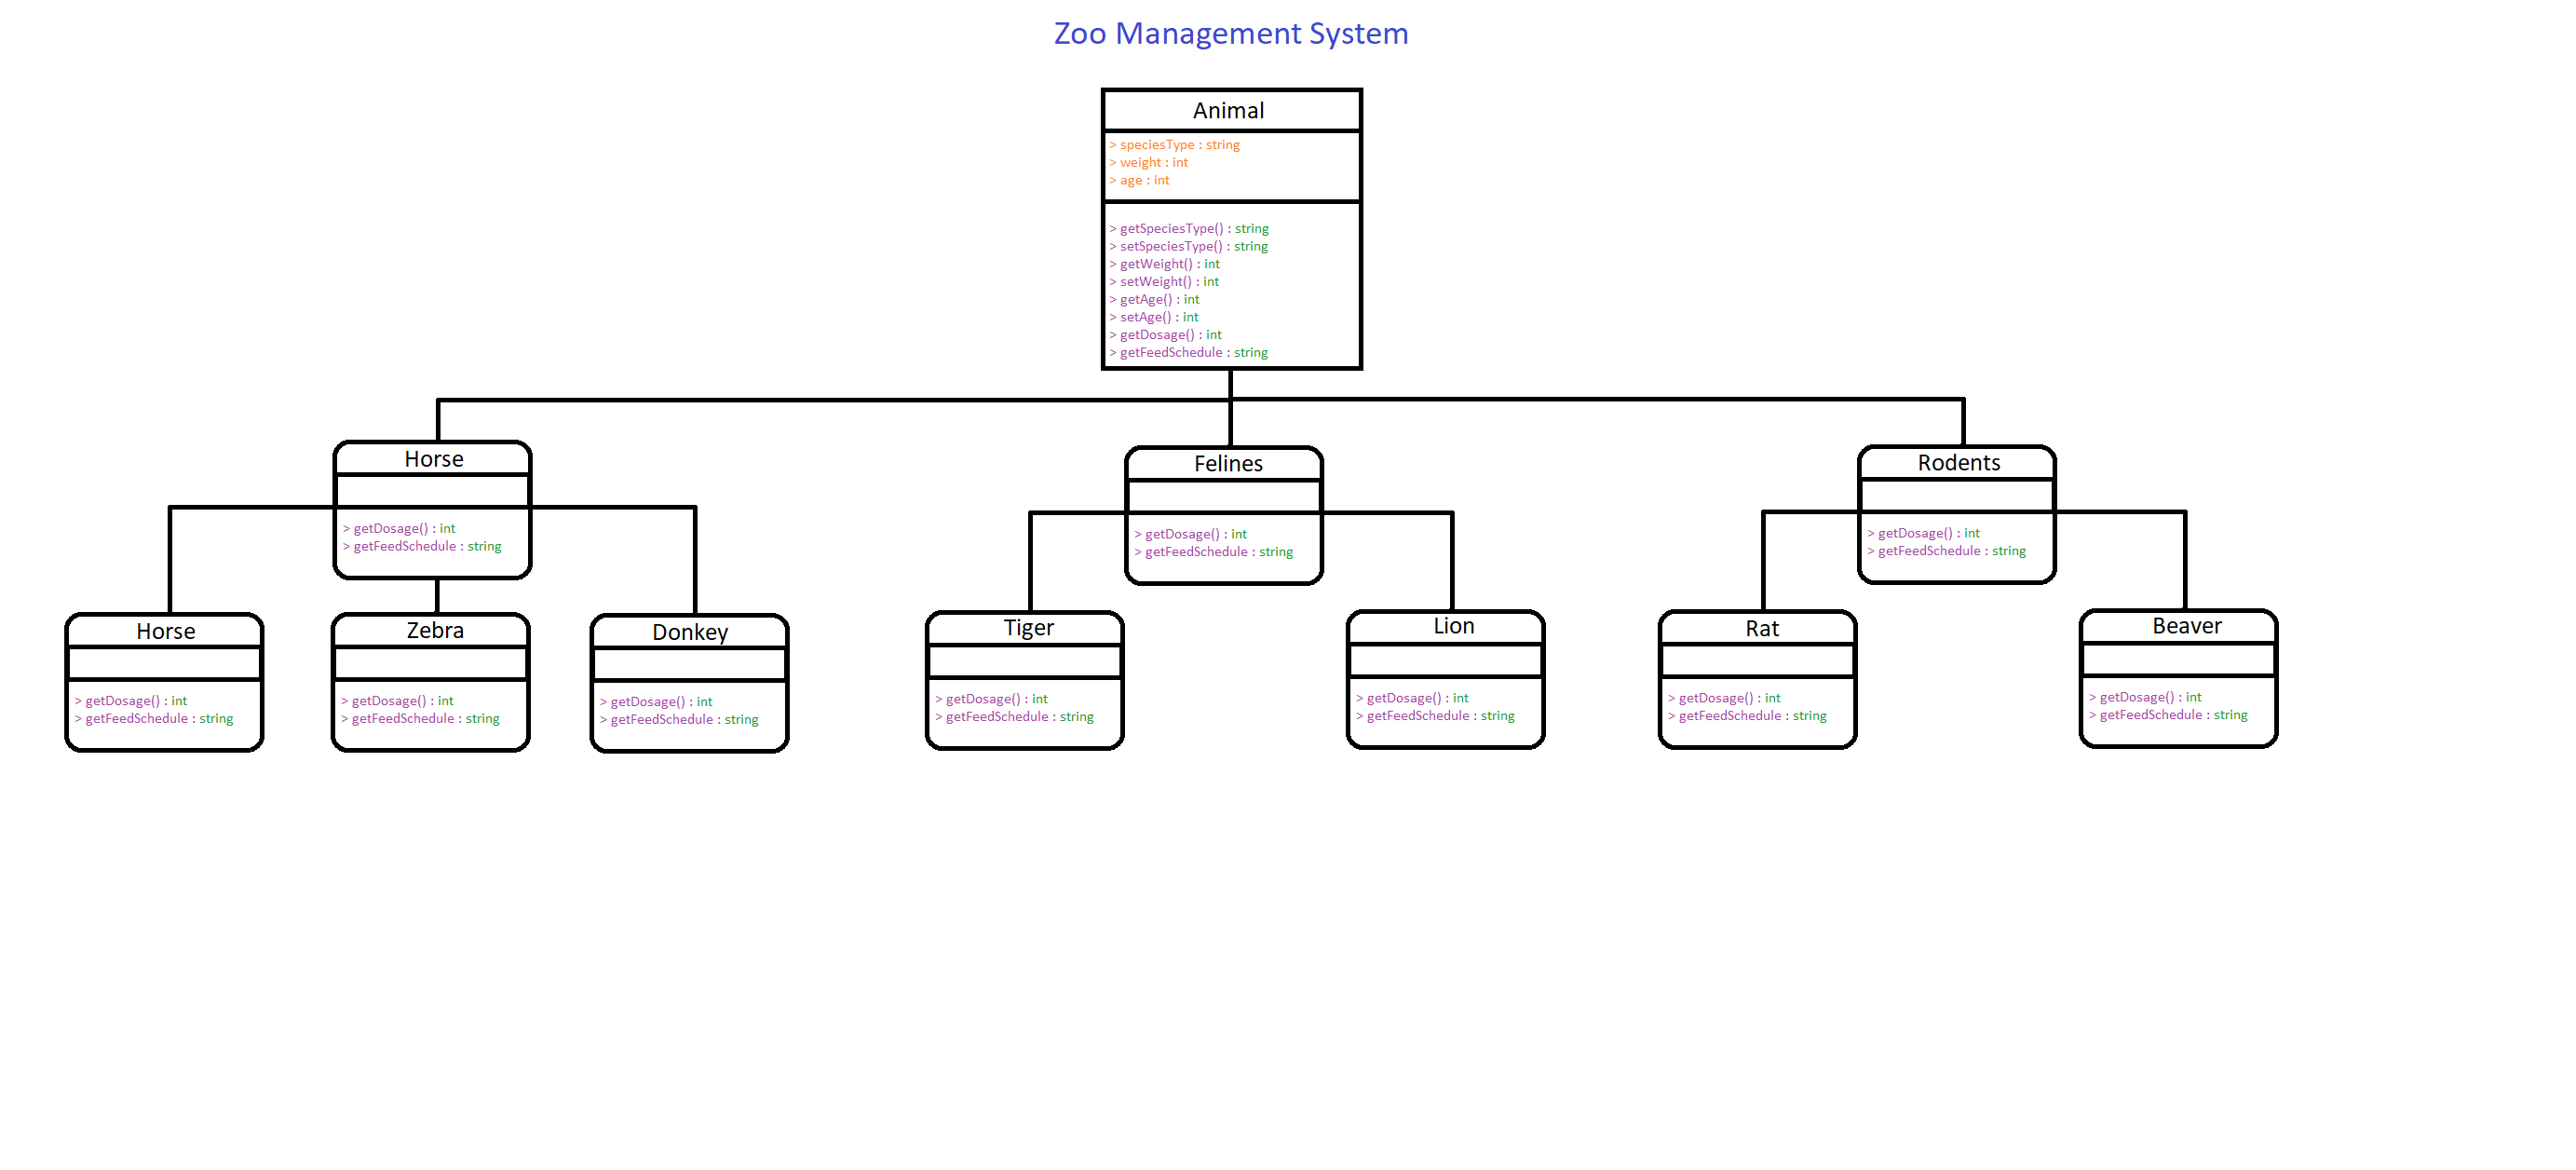 Zoo Management System
Animal
> speciesType : string
> weight : int
> age : int
> getSpeciesType() : string
> setSpeciesType() : string
> getWeight() : int
> setWeight() : int
> getAge() : int
> setAge() : int
> getDosage() : int
> getFeedSchedule : string
Horse
> getDosage() : int
> getFeedSchedule : string
Felines
> getDosage() : int
> getFeedSchedule : string
Rodents
> getDosage() : int
> getFeedSchedule : string
Horse
> getDosage() : int
> getFeedSchedule : string
Zebra
> getDosage() : int
> getFeedSchedule : string
Donkey
> getDosage() : int
> getFeedSchedule : string
Tiger
> getDosage() : int
> getFeedSchedule : string
Lion
> getDosage() : int
> getFeedSchedule : string
Rat
> getDosage() : int
> getFeedSchedule : string
Beaver
> getDosage() : int
> getFeedSchedule : string